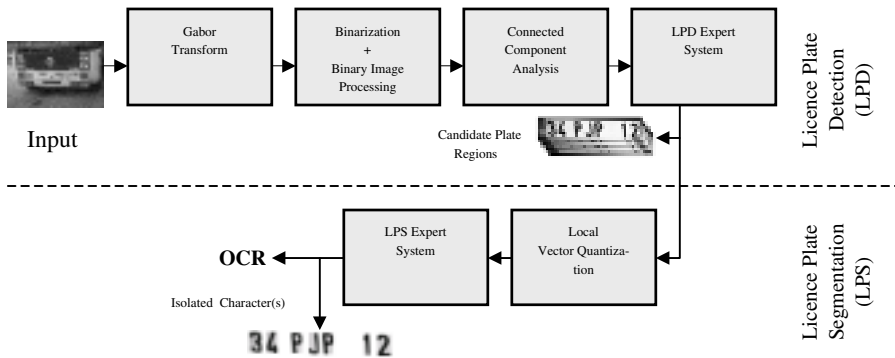 Gabor
Transform
Binarization
+
Binary Image
Processing
Connected
Component
Analysis
LPD Expert
System
Licence Plate
Detection
(LPD)
Input
Candidate Plate
Regions
34 PJP 12
LPS Expert
System
Local
Vector Quantiza-
tion
Licence Plate
Segmentation
(LPS)
OCR
Isolated Character(s)
34 PJP 12